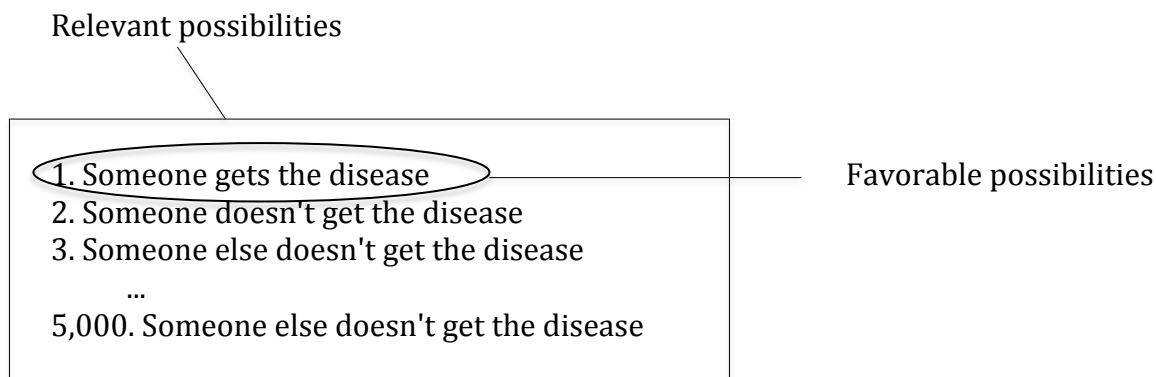 Relevant possibilities
1. Someone gets the disease
Favorable possibilities
2. Someone doesn't get the disease
3. Someone else doesn't get the disease
...
5,000. Someone else doesn't get the disease